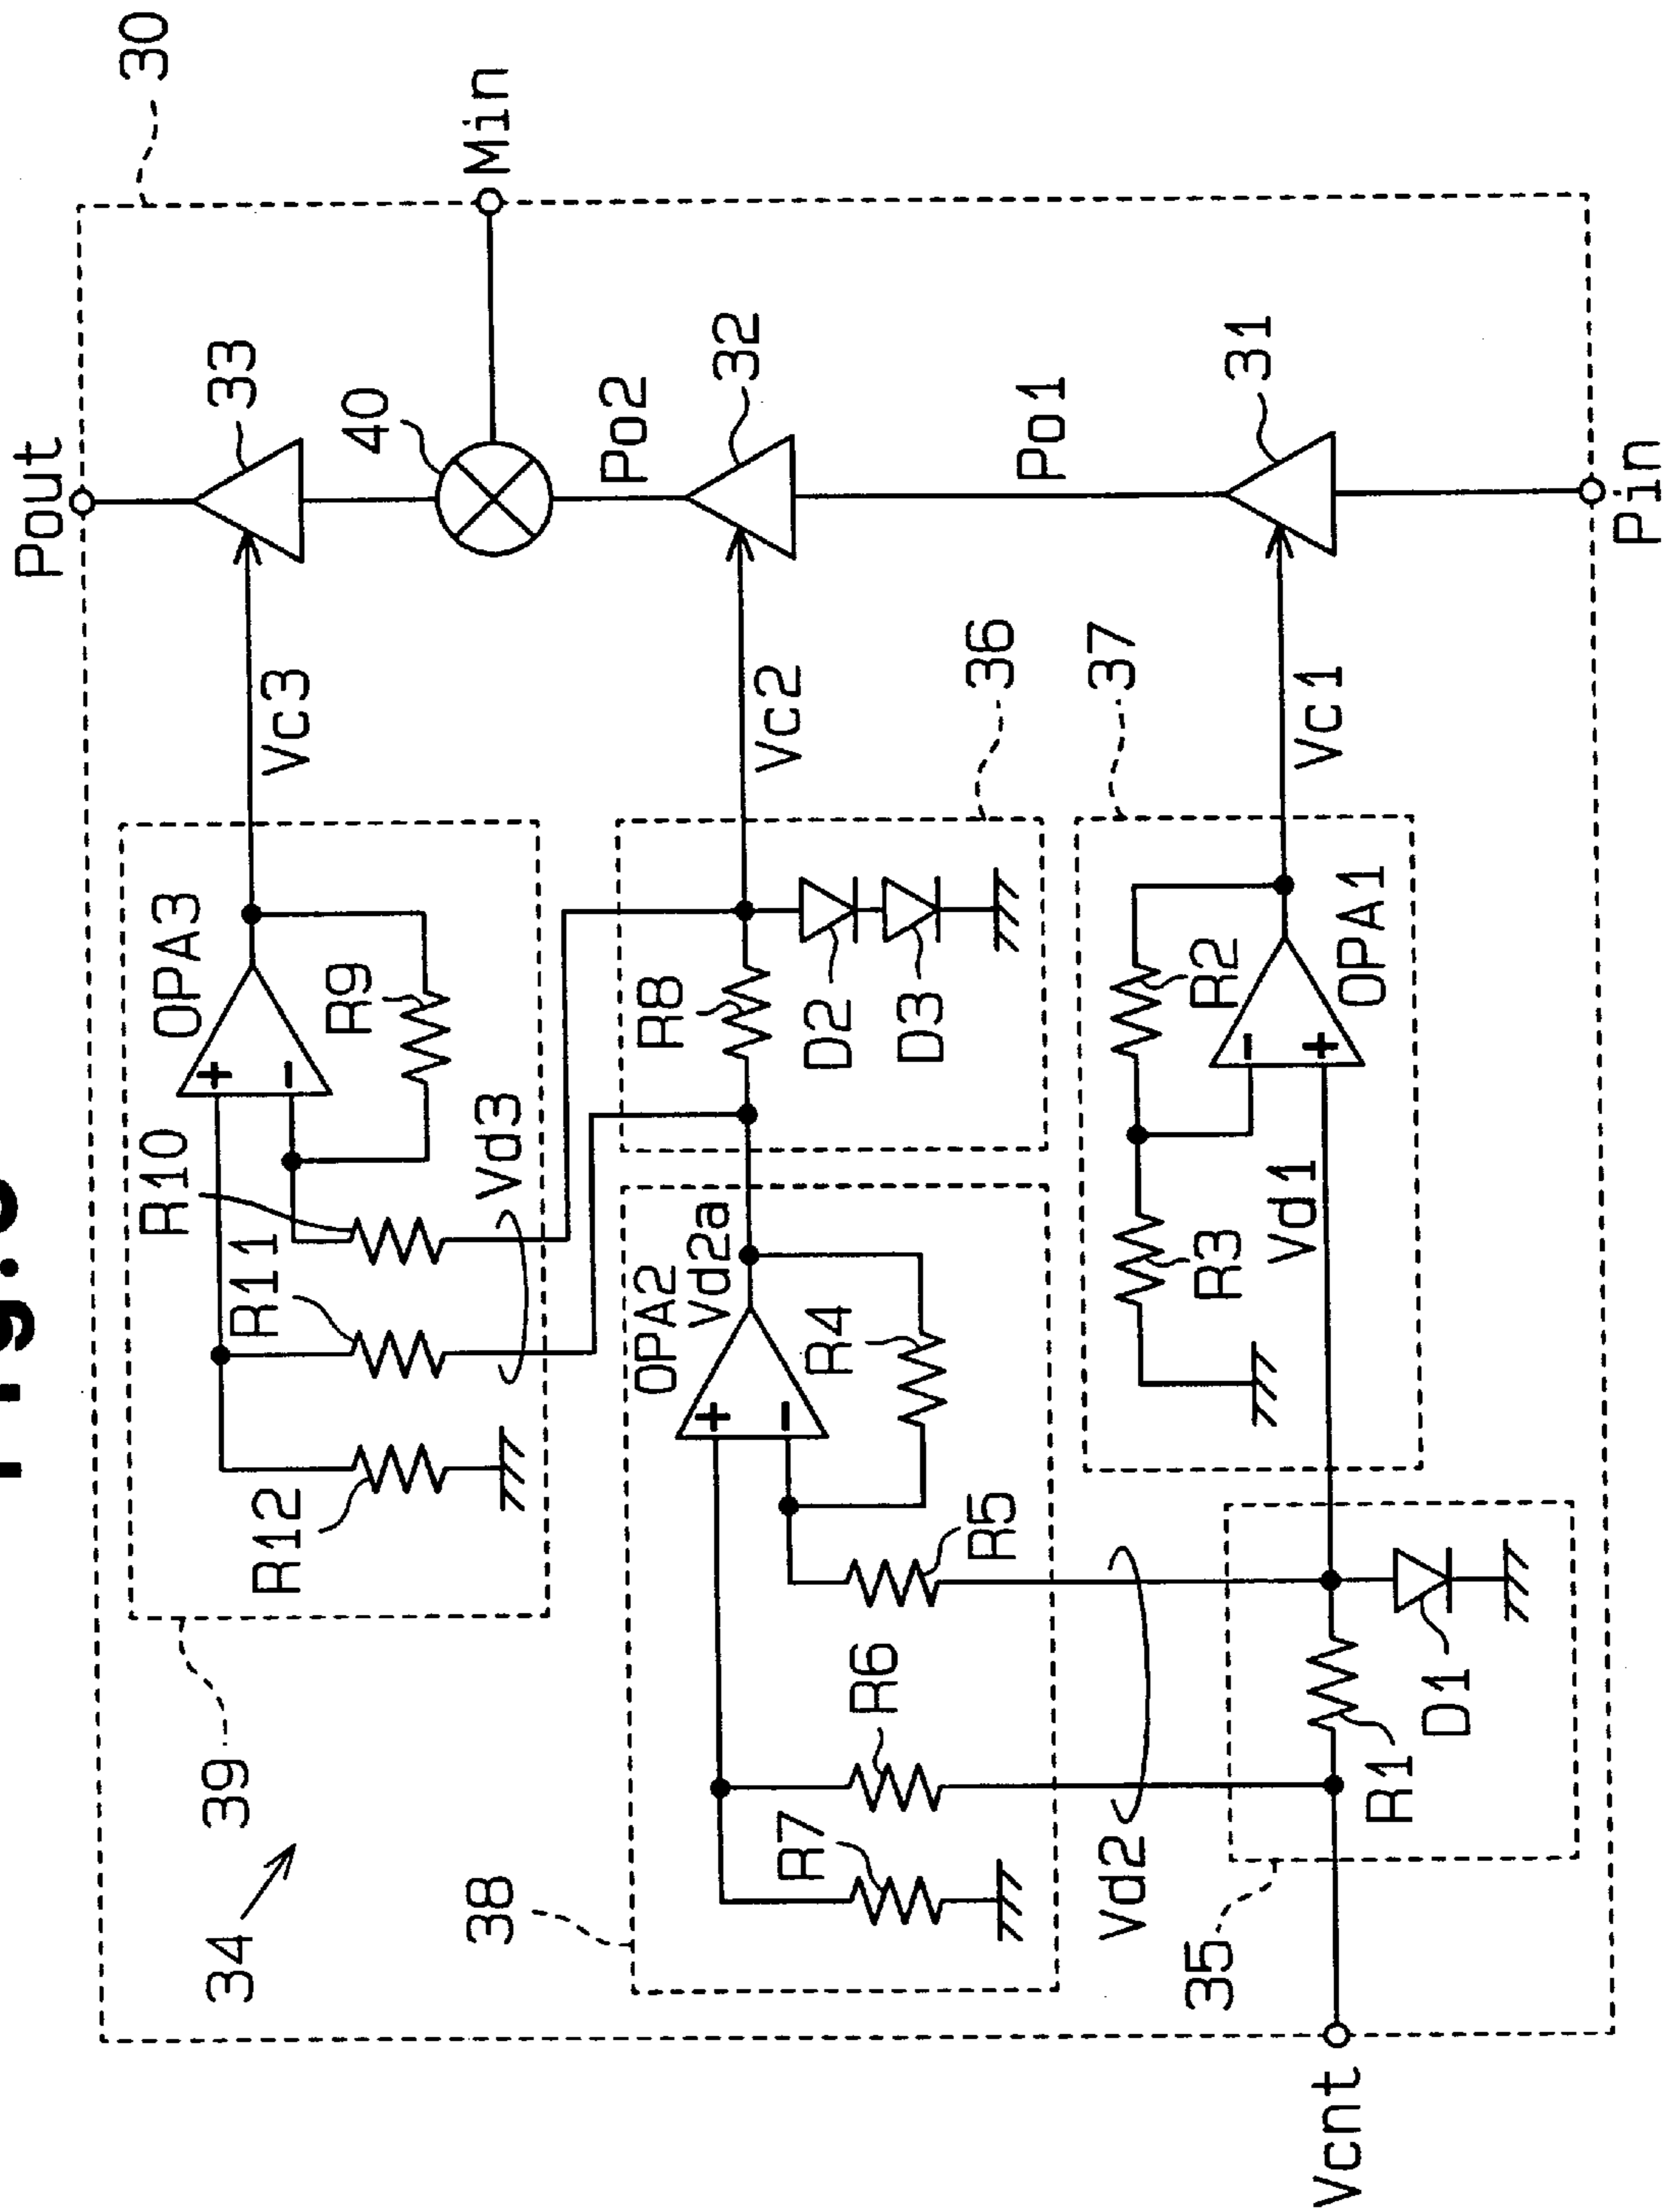 Pout
30
33
Min
40
Vc3
OPA3
R9
R10
R11
R12
Vd3
39
34
Po2
32
Vc2
36
R8
D2
D3
OPA2
Vd2a
R4
R5
R6
R7
38
Vd2
Po1
31
37
Vc1
R2
OPA1
R3
Vd1
35
R1
D1
Vcnt
Pin